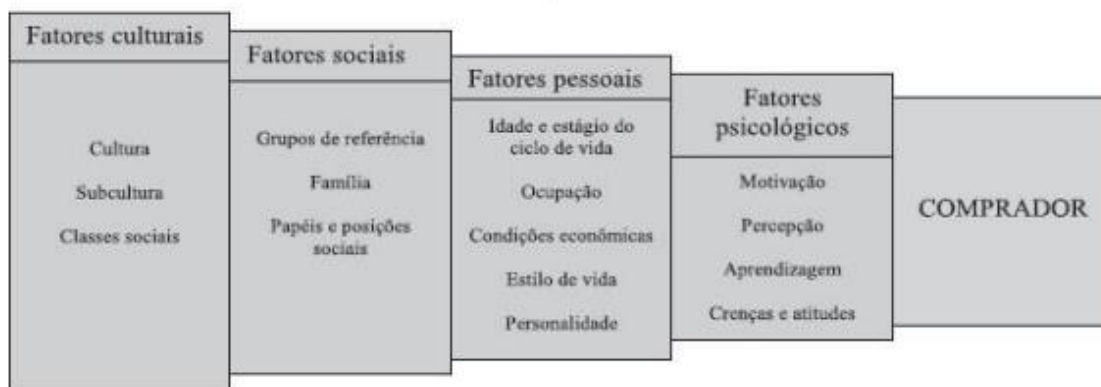 Fatores culturais
Cultura
Subcultura
Classes sociais
Fatores sociais
Grupos de referência
Família
Papéis e posições
sociais
Fatores pessoais
Idade e estágio do
ciclo de vida
Ocupação
Condições econômicas
Estilo de vida
Personalidade
Fatores
psicológicos
Motivação
Percepção
Aprendizagem
Crenças e atitudes
COMPRADOR